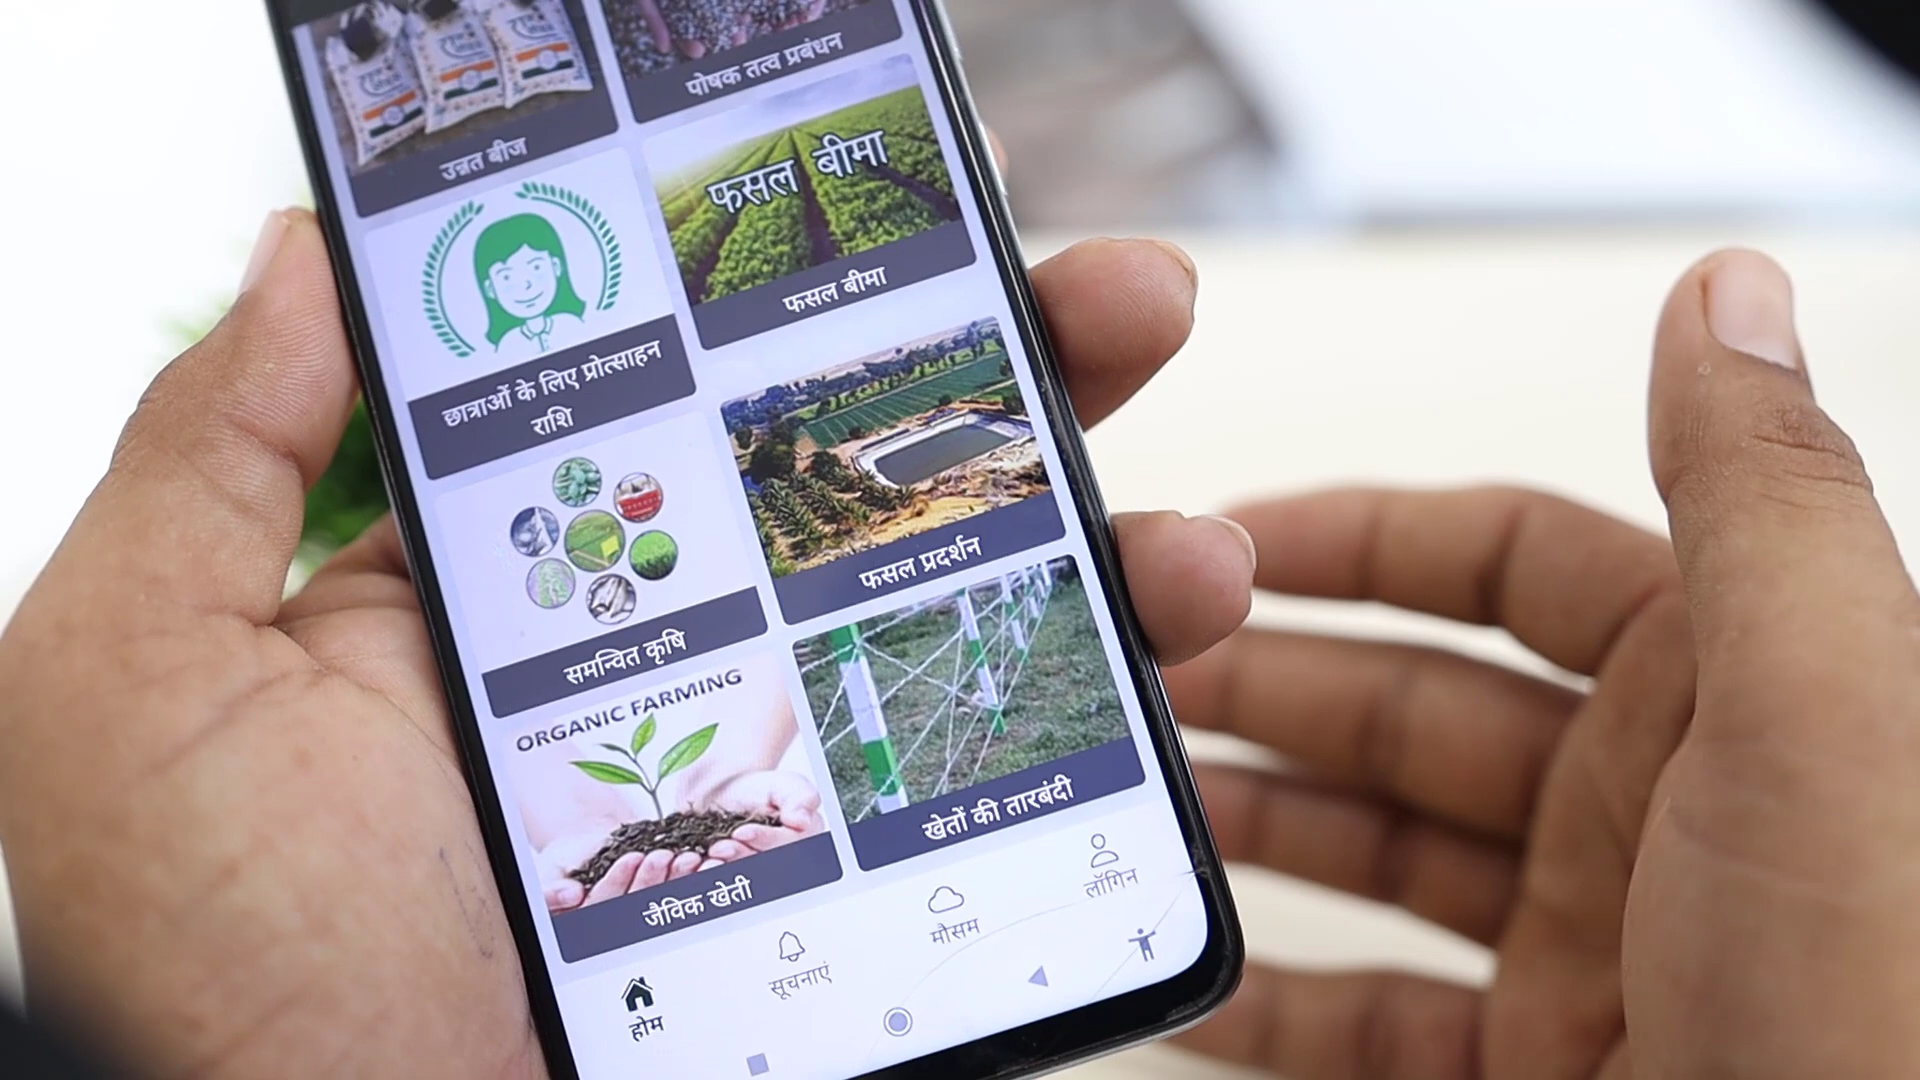 पोषक तत्व प्रबंधन
उन्नत बीज
फसल बीमा
फसल बीमा
छात्राओं के लिए प्रोत्साहन
राशि
फसल प्रदर्शन
समन्वित कृषि
ORGANIC FARMING
खेतों की तारबंदी
जैविक खेती
होम
सूचनाएं
मौसम
लॉगिन